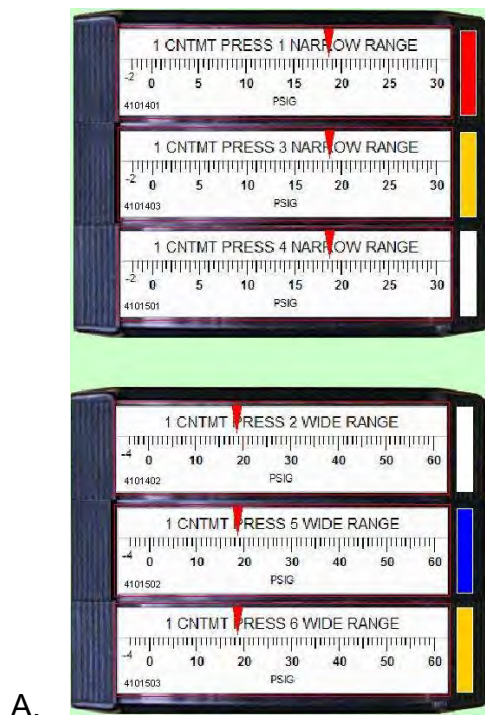 1 CNTMT PRESS 1 NARROW RANGE
-2 0 5 10 15 20 25 30
4101401 PSIG
1 CNTMT PRESS 3 NARROW RANGE
-2 0 5 10 15 20 25 30
4101403 PSIG
1 CNTMT PRESS 4 NARROW RANGE
-2 0 5 10 15 20 25 30
4101501 PSIG
1 CNTMT PRESS 2 WIDE RANGE
-4 0 10 20 30 40 50 60
4101402 PSIG
1 CNTMT PRESS 5 WIDE RANGE
-4 0 10 20 30 40 50 60
4101502 PSIG
1 CNTMT PRESS 6 WIDE RANGE
-4 0 10 20 30 40 50 60
4101503 PSIG
A.